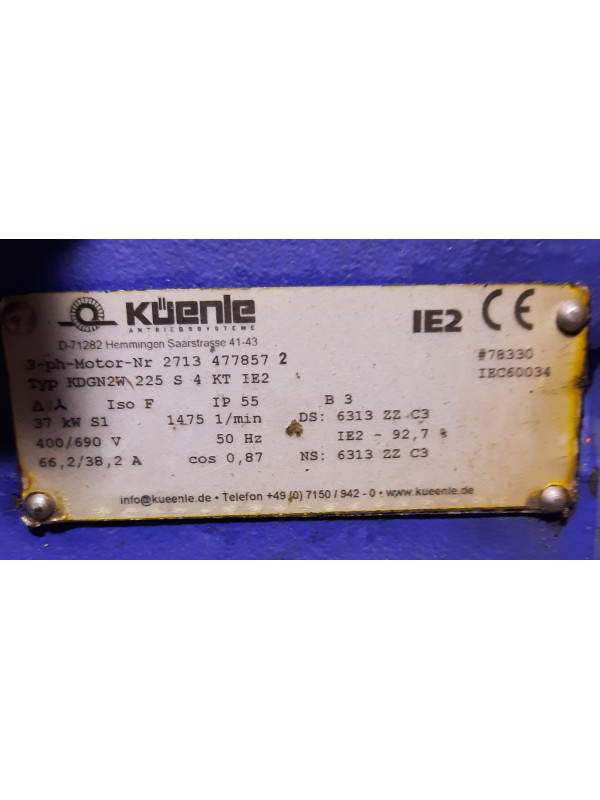 KÜENLE
ANTRIEBSSYSTEME
IE2 CE
D-71282 Hemmingen Saarstrasse 41-43
3-ph-Motor-Nr 2713 477857 2 #78330
Typ KDGN2W 225 S 4 KT IE2 IEC60034
Δ/⅄ Iso F IP 55 B 3
37 kW S1 1475 1/min DS: 6313 ZZ C3
400/690 V 50 Hz IE2 - 92,7 %
66,2/38,2 A cos 0,87 NS: 6313 ZZ C3
info@kueenle.de • Telefon +49 (0) 7150 / 942 - 0 • www.kueenle.de